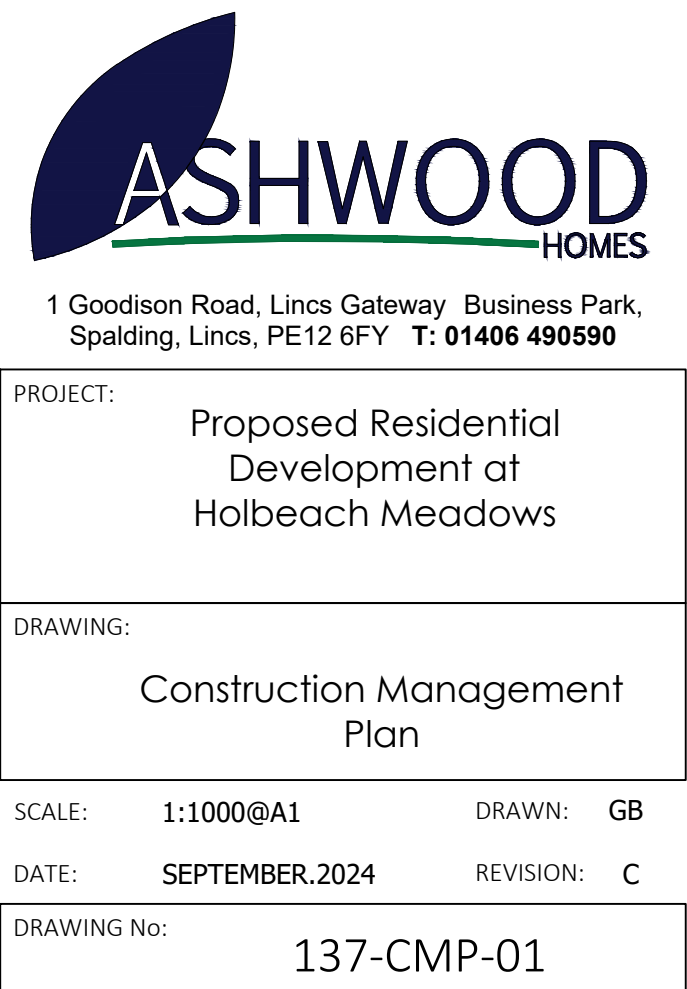 ASHWOOD
HOMES
1 Goodison Road, Lincs Gateway Business Park,
Spalding, Lincs, PE12 6FY T: 01406 490590
PROJECT:
Proposed Residential
Development at
Holbeach Meadows
DRAWING:
Construction Management
Plan
SCALE: 1:1000@A1 DRAWN: GB
DATE: SEPTEMBER.2024 REVISION: C
DRAWING No:
137-CMP-01